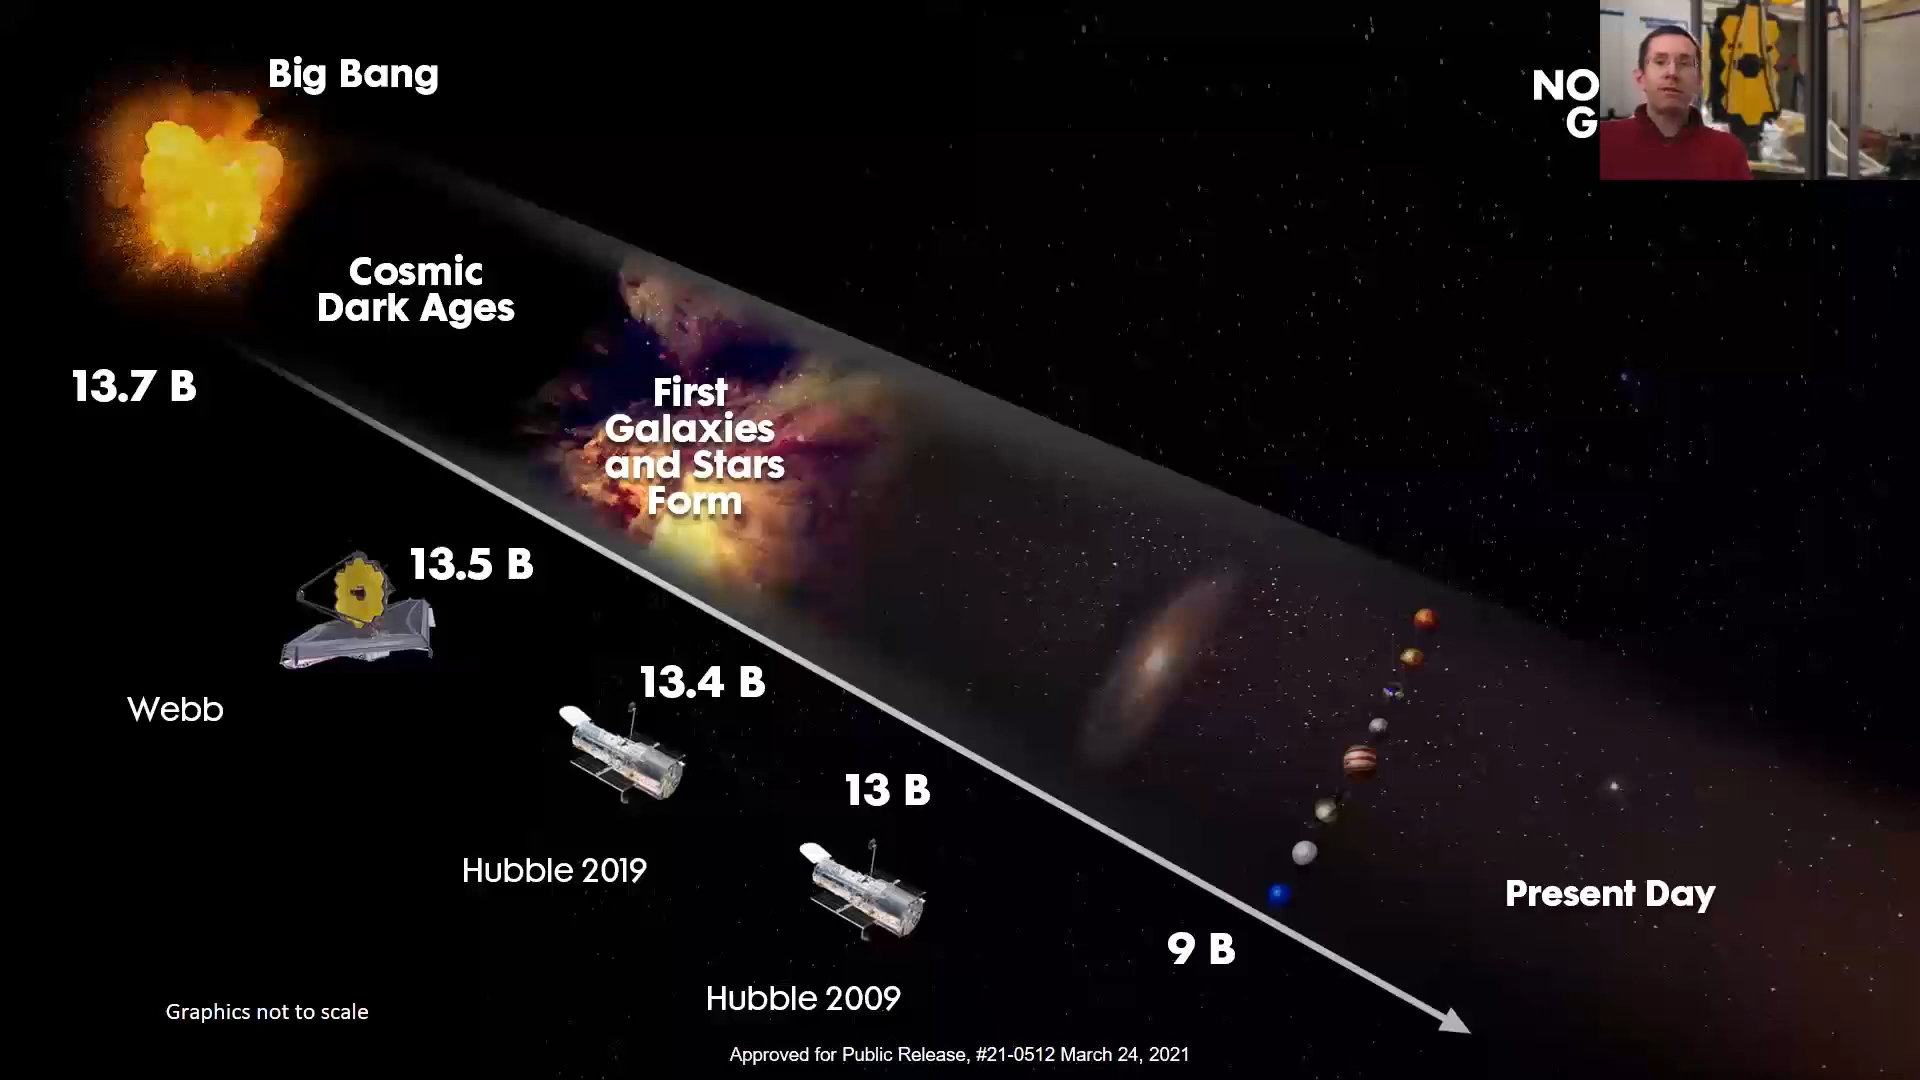 Big Bang
NO
G
Cosmic
Dark Ages
13.7 B
First
Galaxies
and Stars
Form
13.5 B
Webb
13.4 B
Hubble 2019
13 B
Hubble 2009
9 B
Present Day
Graphics not to scale
Approved for Public Release, #21-0512 March 24, 2021